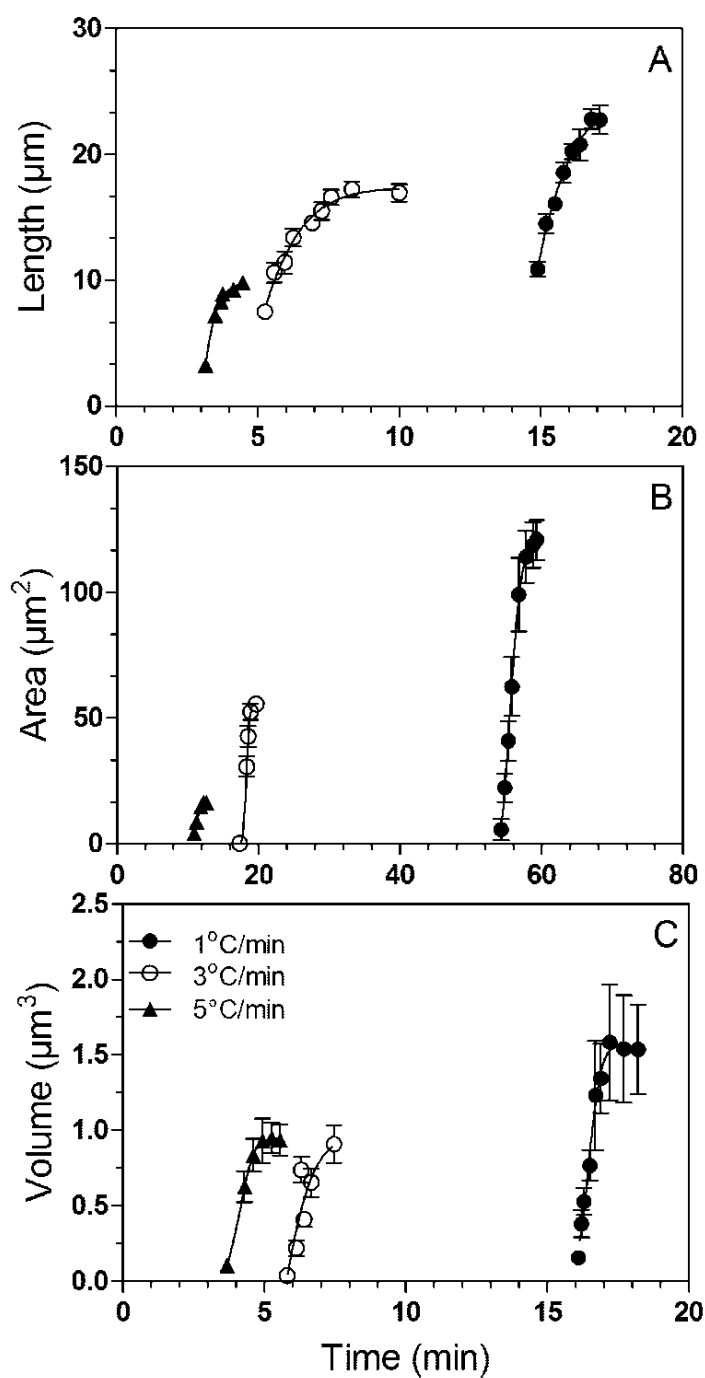 30
A
20
Length (µm)
10
0
0 5 10 15 20
150
B
100
Area (µm²)
50
0
0 20 40 60 80
2.5
C
1°C/min
2.0
3°C/min
5°C/min
1.5
Volume (µm³)
1.0
0.5
0.0
0 5 10 15 20
Time (min)